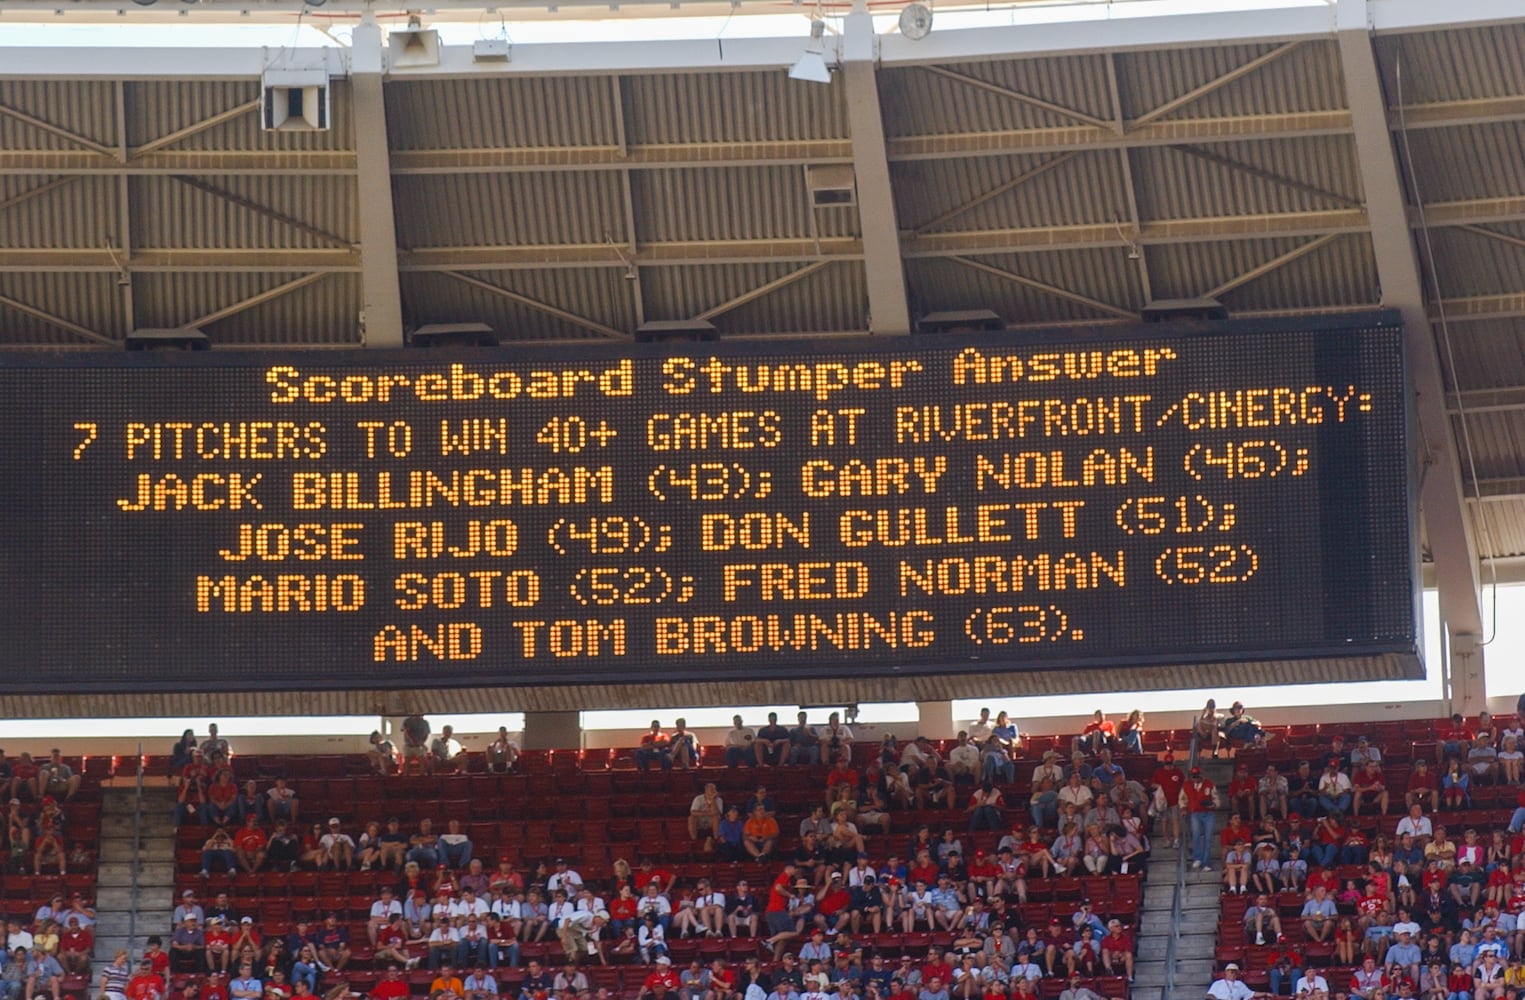 Scoreboard Stumper Answer
7 PITCHERS TO WIN 40+ GAMES AT RIVERFRONT/CINERGY:
JACK BILLINGHAM (43); GARY NOLAN (46);
JOSE RIJO (49); DON GULLETT (51);
MARIO SOTO (52); FRED NORMAN (52)
AND TOM BROWNING (63).